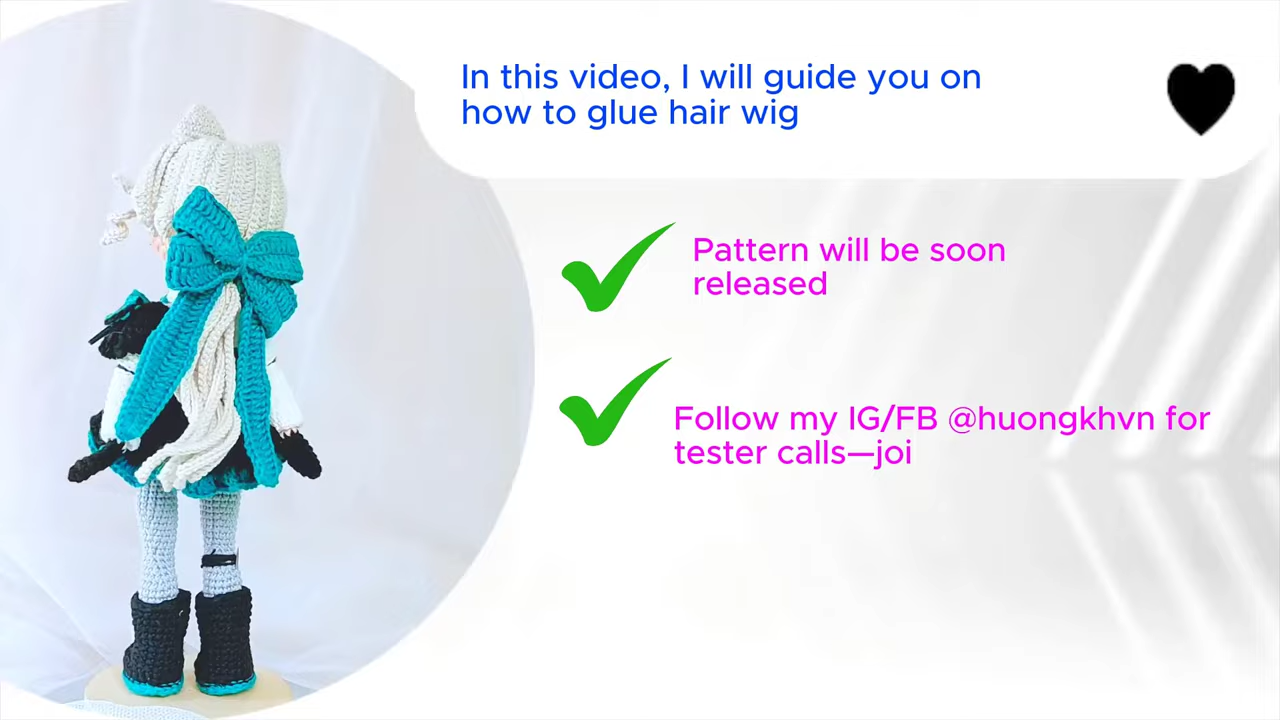 In this video, I will guide you on
how to glue hair wig
Pattern will be soon
released
Follow my IG/FB @huongkhvn for
tester calls—joi